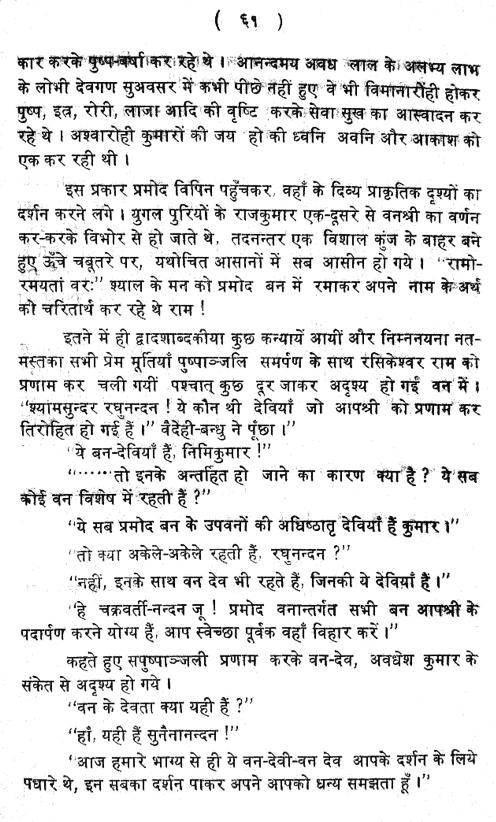 ( ६१ )
कार करके पुष्प-वर्षा कर रहे थे । आनन्दमय अवध लाल के अलभ्य लाभ
के लोभी देवगण सुअवसर में कभी पीछे नहीं हुए वे भी विमानारोही होकर
पुष्प, इत्र, रोरी, लाजा आदि की वृष्टि करके सेवा सुख का आस्वादन कर
रहे थे । अश्वारोही कुमारों की जय हो की ध्वनि अवनि और आकाश को
एक कर रही थी ।
इस प्रकार प्रमोद विपिन पहुँचकर, वहाँ के दिव्य प्राकृतिक दृश्यों का
दर्शन करने लगे । युगल पुरियों के राजकुमार एक-दूसरे से वनश्री का वर्णन
कर-करके विभोर से हो जाते थे, तदनन्तर एक विशाल कुंज के बाहर बने
हुए ऊँचे चबूतरे पर, यथोचित आसानों में सब आसीन हो गये । "रामो-
रमयतां वरः" श्याल के मन को प्रमोद बन में रमाकर अपने नाम के अर्थ
को चरितार्थ कर रहे थे राम !
इतने में ही द्वादशाब्दकीया कुछ कन्यायें आयीं और निम्ननयना नत-
मस्तका सभी प्रेम मूतियाँ पुष्पाञ्जलि समर्पण के साथ रसिकेश्वर राम को
प्रणाम कर चली गयीं पश्चात् कुछ दूर जाकर अदृश्य हो गई वन में ।
"श्यामसुन्दर रघुनन्दन ! ये कौन थी देवियाँ जो आपश्री को प्रणाम कर
तिरोहित हो गई हैं ।" वैदेही-बन्धु ने पूँछा ।"
"ये बन-देवियाँ हैं, निमिकुमार !"
"......तो इनके अन्तहित हो जाने का कारण क्या है ? ये सब
कोई वन विशेष में रहती हैं ?"
"ये सब प्रमोद बन के उपवनों की अधिष्ठातृ देवियाँ हैं कुमार ।"
"तो क्या अकेले-अकेले रहती हैं, रघुनन्दन ?"
"नहीं, इनके साथ वन देव भी रहते हैं, जिनकी ये देवियाँ हैं ।"
"हे चक्रवर्ती-नन्दन जू ! प्रमोद वनान्तर्गत सभी बन आपश्री के
पदार्पण करने योग्य हैं, आप स्वेच्छा पूर्वक वहाँ विहार करें ।"
कहते हुए सपुष्पाञ्जली प्रणाम करके वन-देव, अवधेश कुमार के
संकेत से अदृश्य हो गये ।
"वन के देवता क्या यही हैं ?"
"हाँ, यही हैं सुनैनानन्दन !"
"आज हमारे भाग्य से ही ये वन-देवी-वन देव आपके दर्शन के लिये
पधारे थे, इन सबका दर्शन पाकर अपने आपको धन्य समझता हूँ ।"